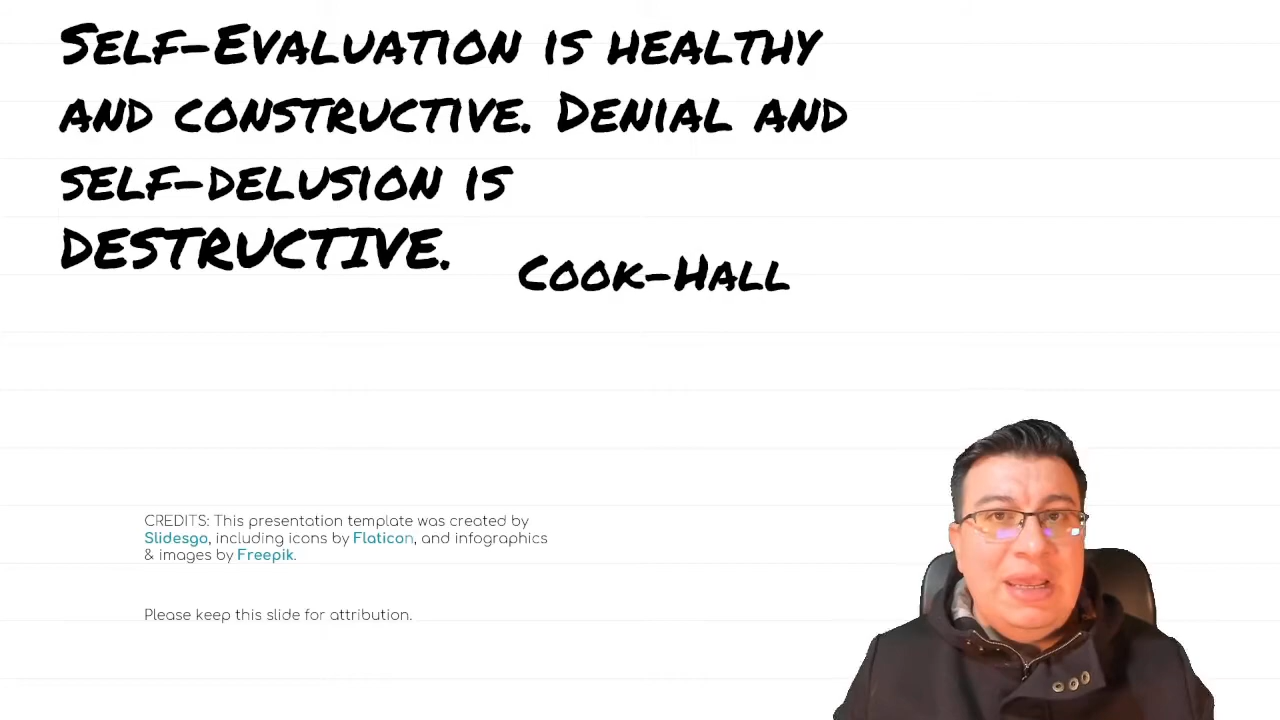 Self-Evaluation is healthy
and constructive. Denial and
self-delusion is
DESTRUCTIVE.
Cook-Hall
CREDITS: This presentation template was created by
Slidesgo, including icons by Flaticon, and infographics
& images by Freepik.
Please keep this slide for attribution.